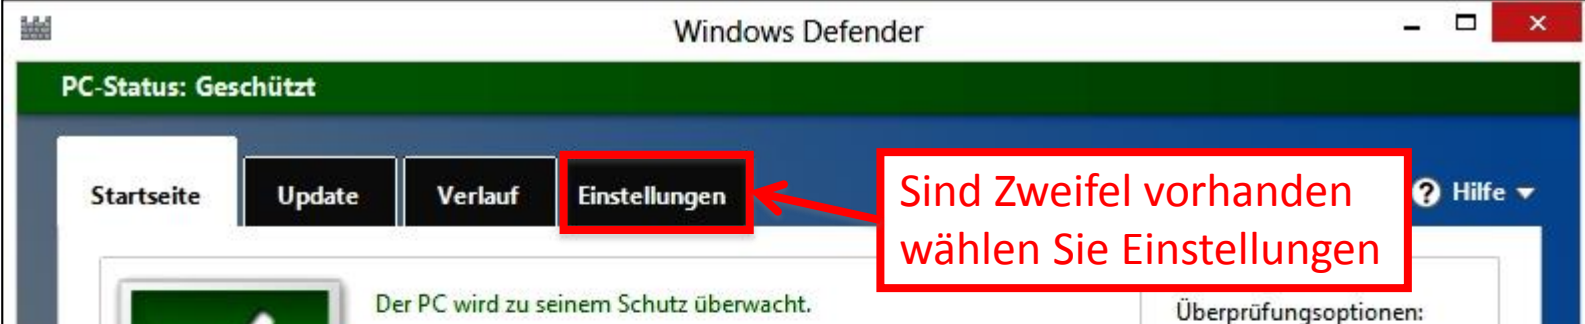 Windows Defender
PC-Status: Geschützt
Startseite
Update
Verlauf
Einstellungen
Sind Zweifel vorhanden
wählen Sie Einstellungen
Hilfe
Der PC wird zu seinem Schutz überwacht.
Überprüfungsoptionen: